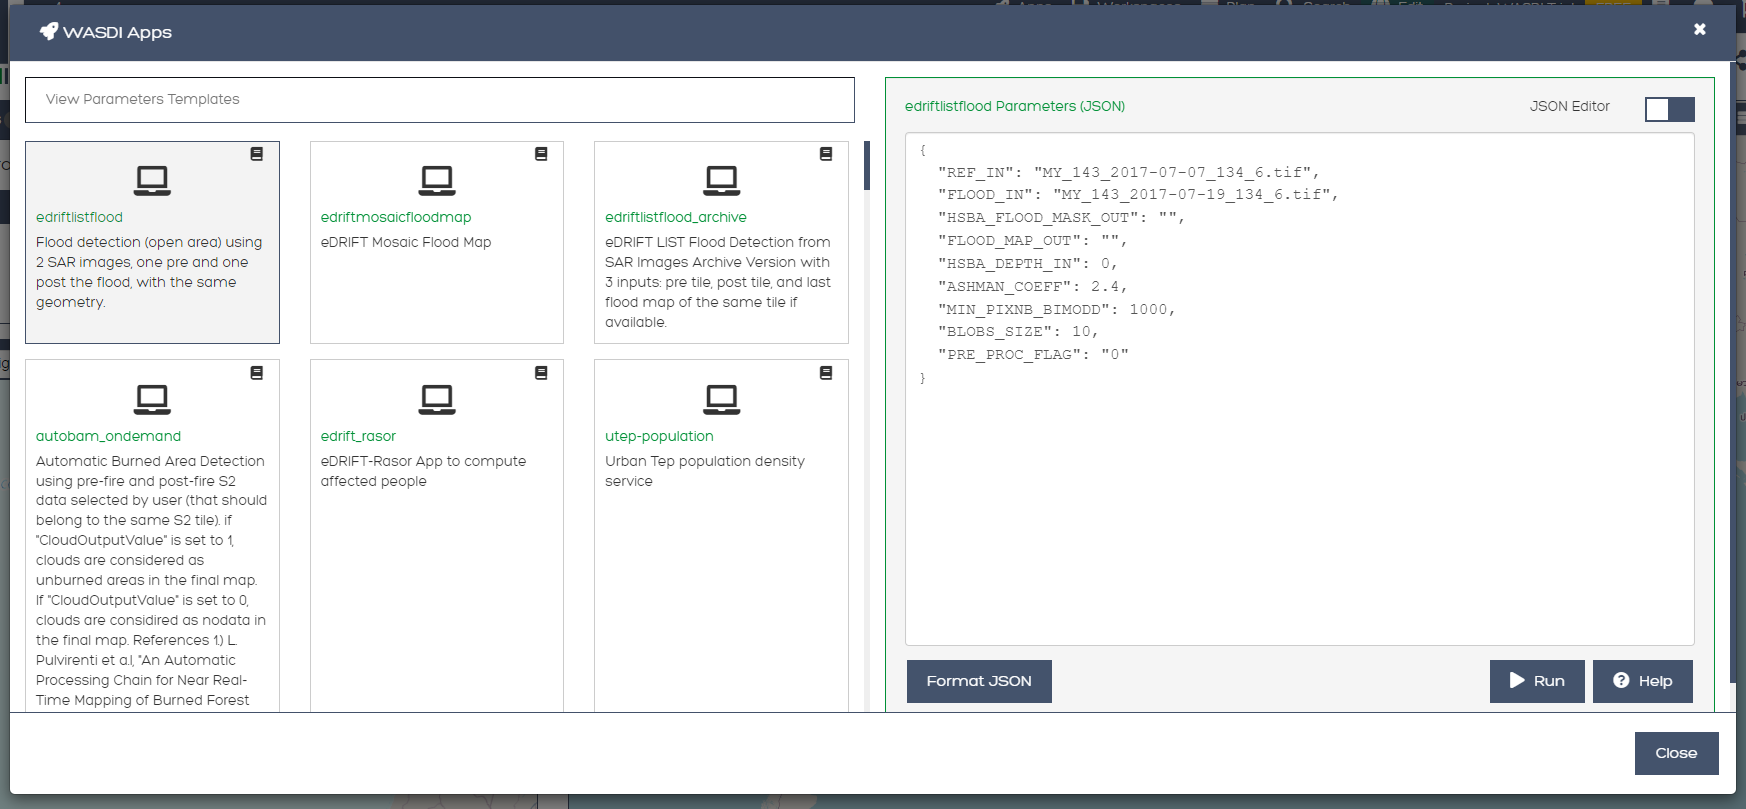 WASDI Apps
View Parameters Templates
edriftlistflood
Flood detection (open area) using
2 SAR images, one pre and one
post the flood, with the same
geometry.
edriftmosaicfloodmap
eDRIFT Mosaic Flood Map
edriftlistflood_archive
eDRIFT LIST Flood Detection from
SAR Images Archive Version with
3 inputs: pre tile, post tile, and last
flood map of the same tile if
available.
autobam_ondemand
Automatic Burned Area Detection
using pre-fire and post-fire S2
data selected by user (that should
belong to the same S2 tile). if
"CloudOutputValue" is set to 1,
clouds are considered as
unburned areas in the final map.
If "CloudOutputValue" is set to 0,
clouds are considired as nodata in
the final map. References 1.) L.
Pulvirenti et a.l, "An Automatic
Processing Chain for Near Real-
Time Mapping of Burned Forest
edrift_rasor
eDRIFT-Rasor App to compute
affected people
utep-population
Urban Tep population density
service
edriftlistflood Parameters (JSON)
JSON Editor
{
"REF_IN": "MY_143_2017-07-07_134_6.tif",
"FLOOD_IN": "MY_143_2017-07-19_134_6.tif",
"HSBA_FLOOD_MASK_OUT": "",
"FLOOD_MAP_OUT": "",
"HSBA_DEPTH_IN": 0,
"ASHMAN_COEFF": 2.4,
"MIN_PIXNB_BIMODD": 1000,
"BLOBS_SIZE": 10,
"PRE_PROC_FLAG": "0"
}
Format JSON
Run
Help
Close